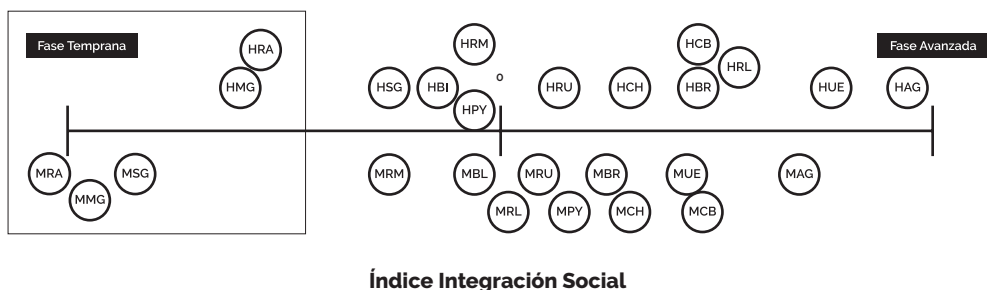 Fase Temprana
Fase Avanzada
HRA
HMG
HRM
HSG
HBI
HPY
o
HRU
HCH
HCB
HRL
HBR
HUE
HAG
MRA
MMG
MSG
MRM
MBL
MRL
MRU
MPY
MBR
MCH
MUE
MCB
MAG
Índice Integración Social